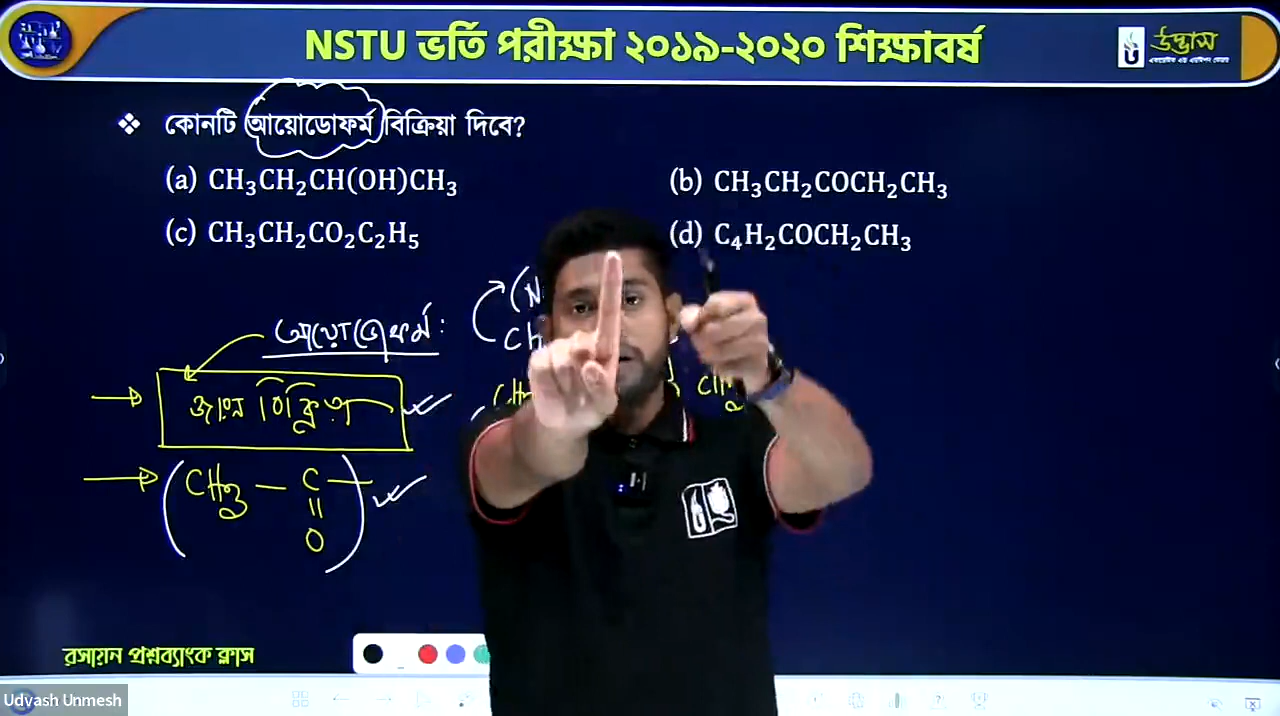 NSTU ভর্তি পরীক্ষা ২০১৯-২০২০ শিক্ষাবর্ষ
উদ্ভাস
❖ কোনটি আয়োডোফর্ম বিক্রিয়া দিবে?
(a) CH₃CH₂CH(OH)CH₃ (b) CH₃CH₂COCH₂CH₃
(c) CH₃CH₂CO₂C₂H₅ (d) C₄H₂COCH₂CH₃
আয়োডোফর্ম:
জারন বিক্রিয়া
CH₃ — C —
||
O
রসায়ন প্রশ্নব্যাংক ক্লাস
Udvash Unmesh